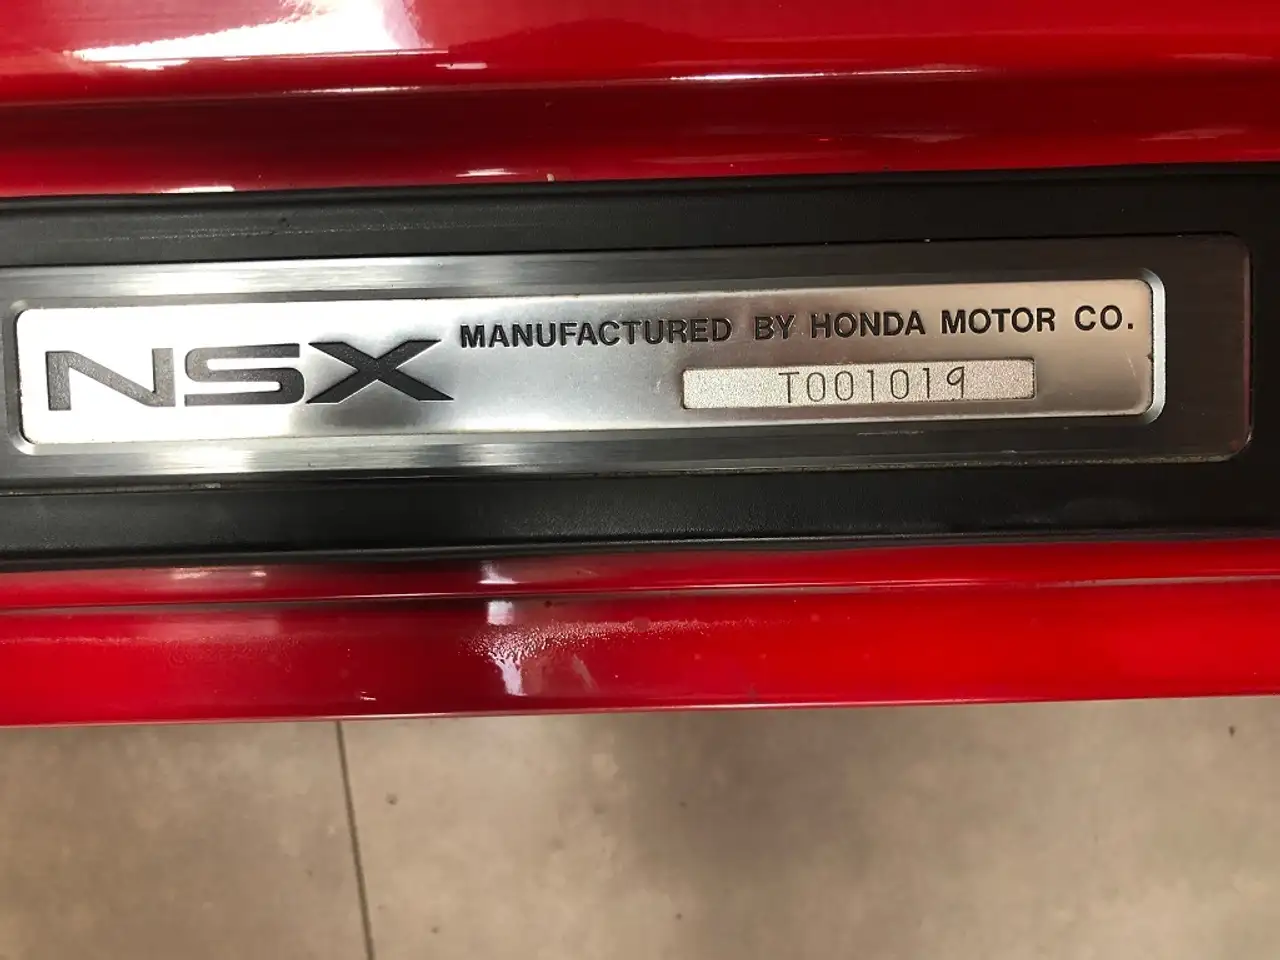 NSX
MANUFACTURED BY HONDA MOTOR CO.
T001019